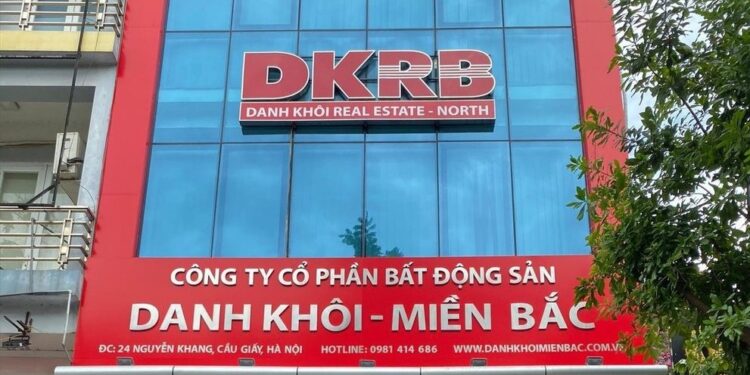 DKRB
DANH KHÔI REAL ESTATE - NORTH
CÔNG TY CỔ PHẦN BẤT ĐỘNG SẢN
DANH KHÔI - MIỀN BẮC
ĐC: 24 NGUYỄN KHANG, CẦU GIẤY, HÀ NỘI HOTLINE: 0981 414 686 WWW.DANHKHOIMIENBAC.COM.VN